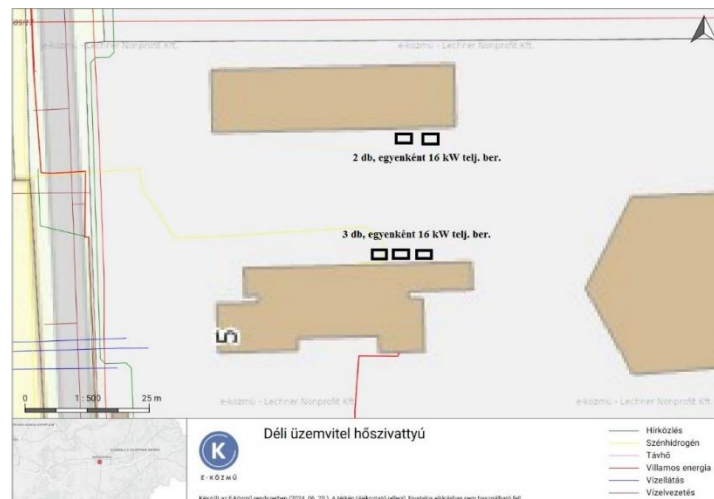 e-közmű - Lechner Nonprofit Kft.
e-közmű - Lechner Nonprofit Kft.
2 db, egyenként 16 kW telj. ber.
3 db, egyenként 16 kW telj. ber.
5
0 1 : 500 25 m
e-közmű - Lechner Nonprofit Kft.
e-közmű - Lechner Nonprofit Kft.
K
E-KÖZMŰ
Déli üzemvitel hőszivattyú
Hírközlés
Szénhidrogén
Távhő
Villamos energia
Vízellátás
Vízelvezetés